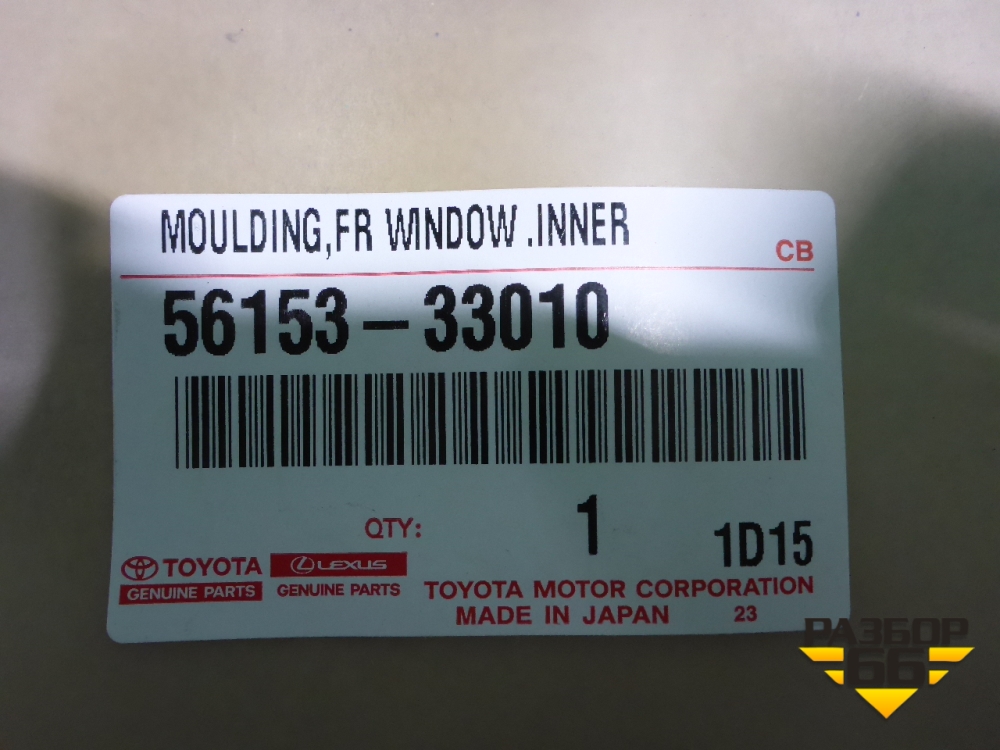 MOULDING,FR WINDOW .INNER
CB
56153-33010
QTY: 1 1D15
TOYOTA LEXUS
GENUINE PARTS GENUINE PARTS
TOYOTA MOTOR CORPORATION
MADE IN JAPAN 23
РАЗБОР
66